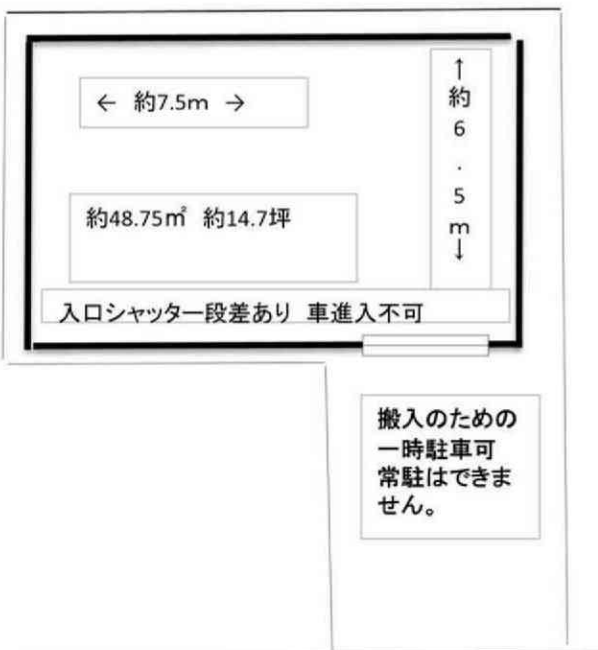 ← 約7.5m →
↑
約
6
.
5
m
↓
約48.75㎡ 約14.7坪
入口シャッター段差あり 車進入不可
搬入のための
一時駐車可
常駐はできま
せん。